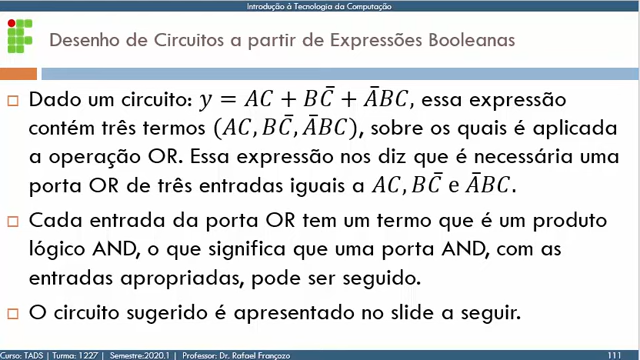 Introdução à Tecnologia da Computação
Desenho de Circuitos a partir de Expressões Booleanas
Dado um circuito: y = AC + BC̄ + ĀBC, essa expressão
contém três termos (AC, BC̄, ĀBC), sobre os quais é aplicada
a operação OR. Essa expressão nos diz que é necessária uma
porta OR de três entradas iguais a AC, BC̄ e ĀBC.
Cada entrada da porta OR tem um termo que é um produto
lógico AND, o que significa que uma porta AND, com as
entradas apropriadas, pode ser seguido.
O circuito sugerido é apresentado no slide a seguir.
Curso: TADS | Turma: 1227 | Semestre:2020.1 | Professor: Dr. Rafael Françozo 111